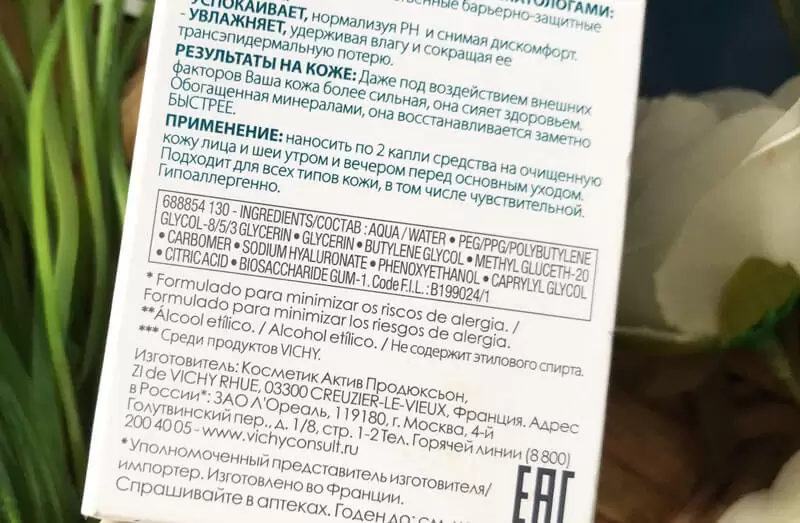 ственные барьерно-защитные
УСПОКАИВАЕТ, нормализуя PH и снимая дискомфорт.
- УВЛАЖНЯЕТ, удерживая влагу и сокращая ее
трансэпидермальную потерю.
РЕЗУЛЬТАТЫ НА КОЖЕ: Даже под воздействием внешних
факторов Ваша кожа более сильная, она сияет здоровьем.
Обогащенная минералами, она восстанавливается заметно
БЫСТРЕЕ.
ПРИМЕНЕНИЕ: наносить по 2 капли средства на очищенную
кожу лица и шеи утром и вечером перед основным уходом.
Подходит для всех типов кожи, в том числе чувствительной.
Гипоаллергенно.
688854 130 - INGREDIENTS/СОСТАВ : AQUA / WATER • PEG/PPG/POLYBUTYLENE
GLYCOL-8/5/3 GLYCERIN • GLYCERIN • BUTYLENE GLYCOL • METHYL GLUCETH-20
• CARBOMER • SODIUM HYALURONATE • PHENOXYETHANOL • CAPRYLYL GLYCOL
• CITRIC ACID • BIOSACCHARIDE GUM-1. Code F.I.L. : B199024/1
* Formulado para minimizar os riscos de alergia. /
Formulado para minimizar los riesgos de alergia.
**Álcool etílico. / Alcohol etílico. / Не содержит этилового спирта.
*** Среди продуктов VICHY.
Изготовитель: Косметик Актив Продюксьон,
ZI de VICHY RHUE, 03300 CREUZIER-LE-VIEUX, Франция. Адрес
в России*: ЗАО Л'Ореаль, 119180, г. Москва, 4-й
Голутвинский пер., д. 1/8, стр. 1-2 Тел. Горячей линии (8 800)
200 40 05 - www.vichyconsult.ru
*Уполномоченный представитель изготовителя/
импортер. Изготовлено во Франции.
Спрашивайте в аптеках. Годен до: см.
EAC